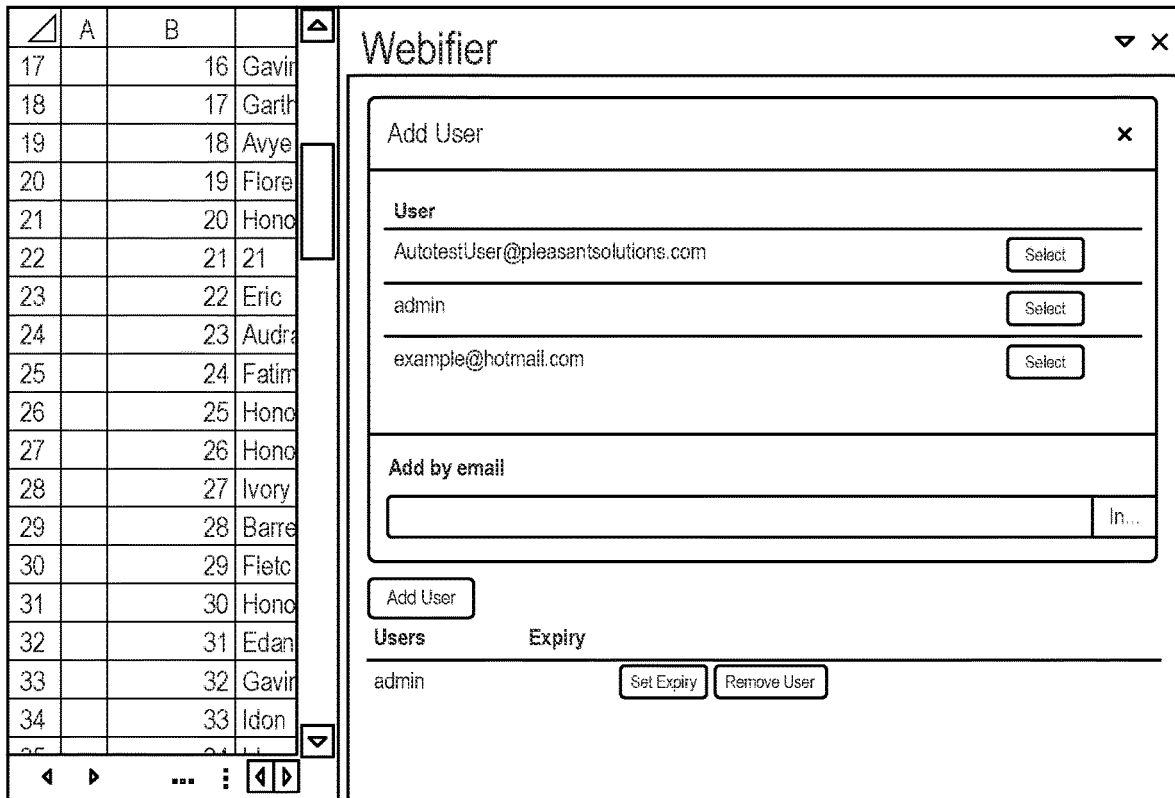 A B
17 16 Gavin
18 17 Garth
19 18 Avye
20 19 Flore
21 20 Hono
22 21 21
23 22 Eric
24 23 Audra
25 24 Fatim
26 25 Hono
27 26 Hono
28 27 Ivory
29 28 Barre
30 29 Fletc
31 30 Hono
32 31 Edan
33 32 Gavin
34 33 Idon
...
Webifier
Add User
User
AutotestUser@pleasantsolutions.com Select
admin Select
example@hotmail.com Select
Add by email
In...
Add User
Users Expiry
admin Set Expiry Remove User